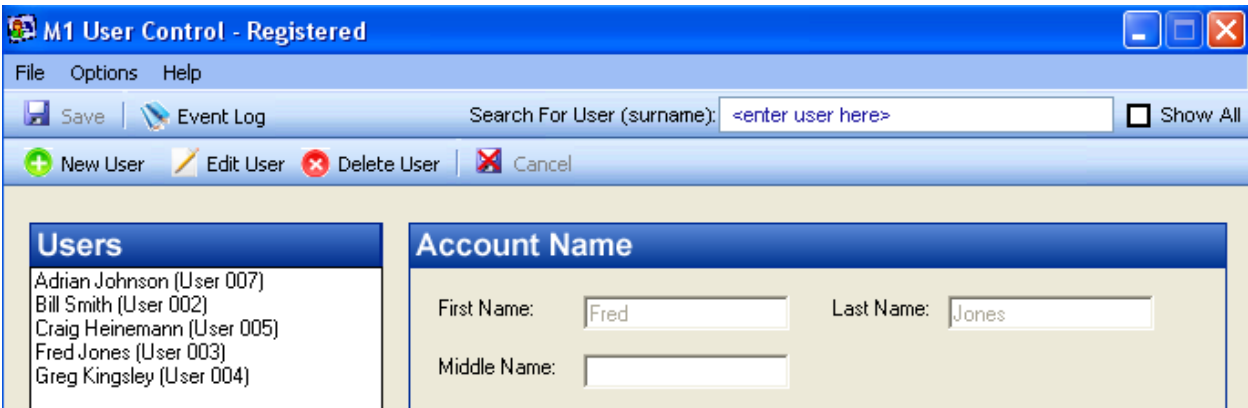 M1 User Control - Registered
File Options Help
Save Event Log Search For User (surname): <enter user here> Show All
New User Edit User Delete User Cancel
Users
Adrian Johnson (User 007)
Bill Smith (User 002)
Craig Heinemann (User 005)
Fred Jones (User 003)
Greg Kingsley (User 004)
Account Name
First Name: Fred Last Name: Jones
Middle Name: